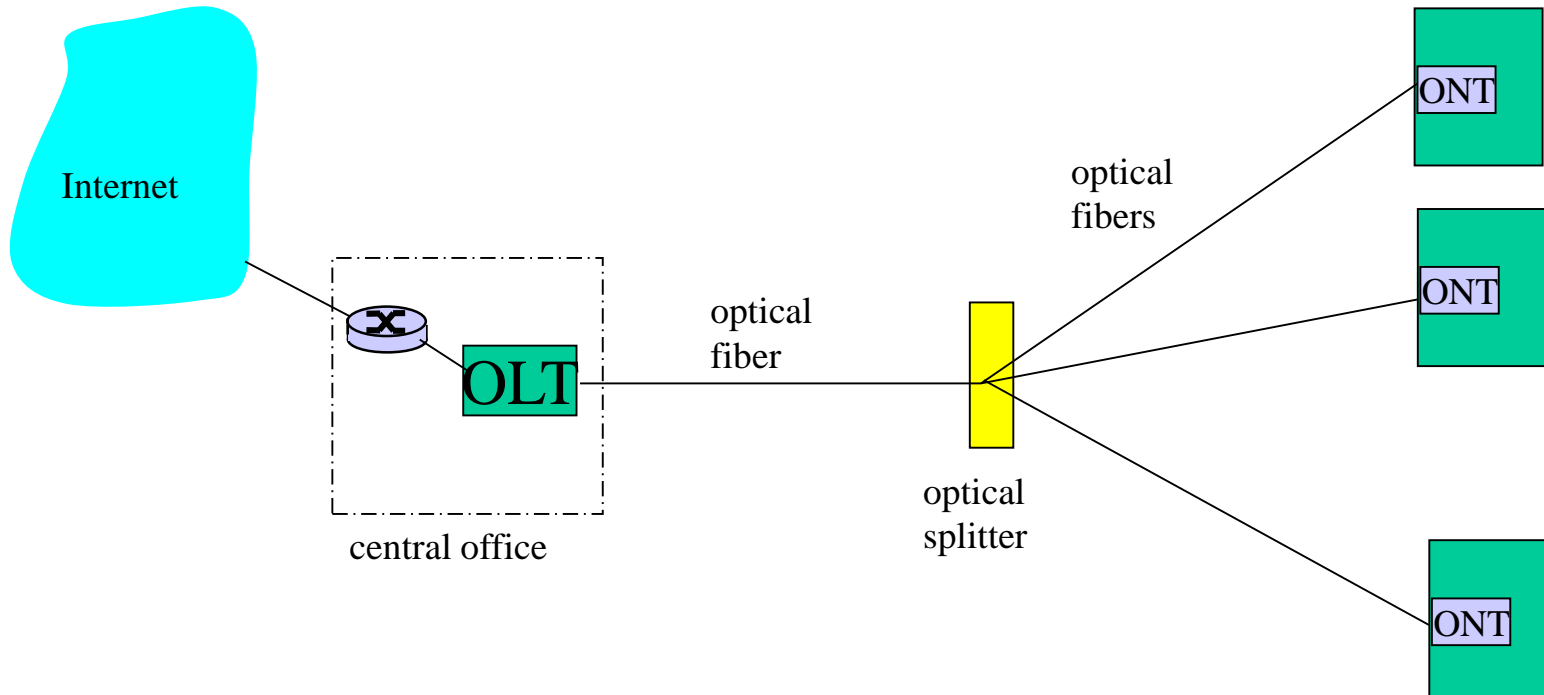 Internet
central office
OLT
optical
fiber
optical
splitter
optical
fibers
ONT
ONT
ONT